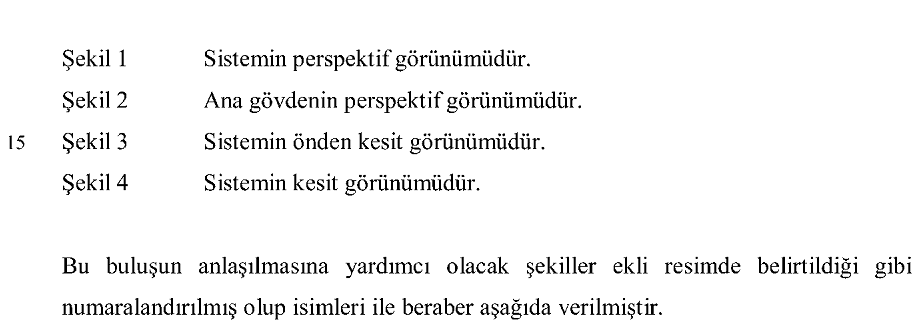 Şekil 1 Sistemin perspektif görünümüdür.
Şekil 2 Ana gövdenin perspektif görünümüdür.
15 Şekil 3 Sistemin önden kesit görünümüdür.
Şekil 4 Sistemin kesit görünümüdür.
Bu buluşun anlaşılmasına yardımcı olacak şekiller ekli resimde belirtildiği gibi
numaralandırılmış olup isimleri ile beraber aşağıda verilmiştir.